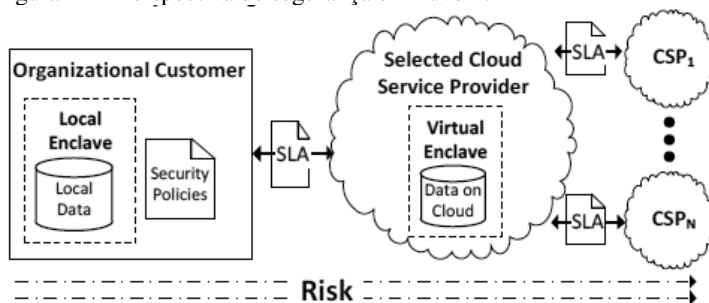 Organizational Customer
Local
Enclave
Local
Data
Security
Policies
SLA
Selected Cloud
Service Provider
Virtual
Enclave
Data on
Cloud
SLA
CSP₁
SLA
CSP_N
Risk